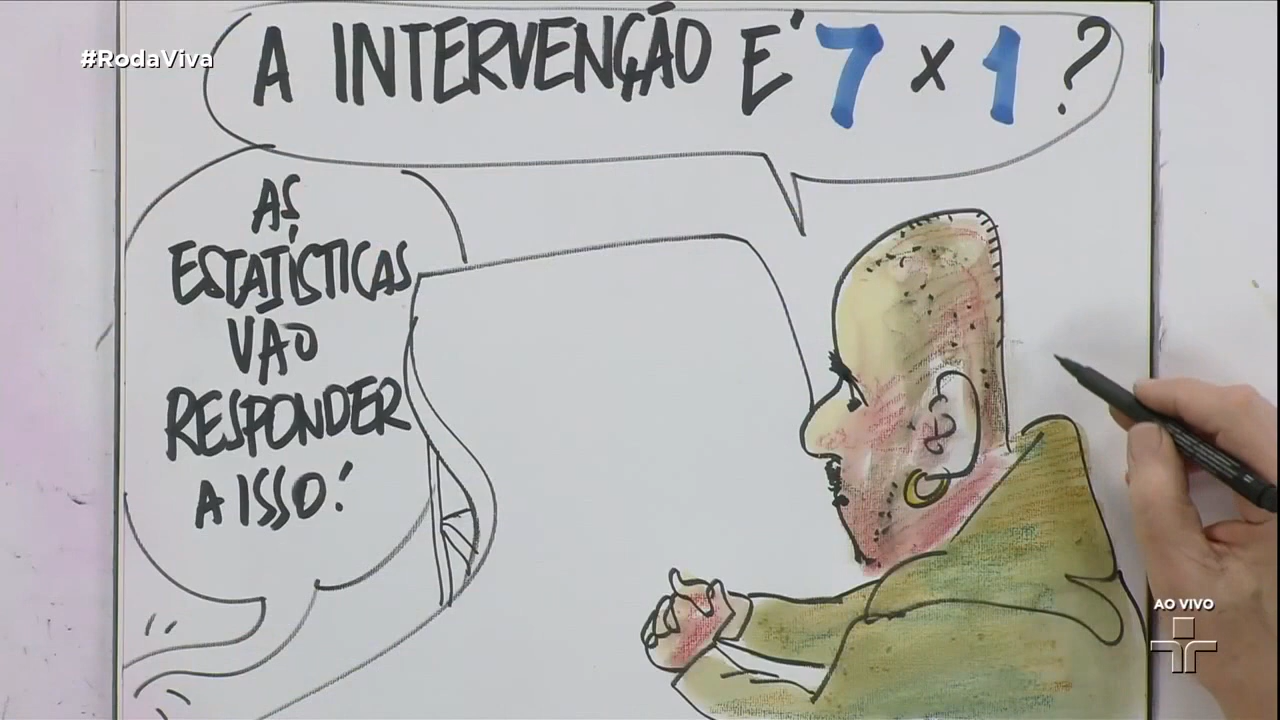 #RodaViva
A INTERVENÇÃO É 7 x 1?
AS
ESTATÍSTICAS
VÃO
RESPONDER
A ISSO!
AO VIVO